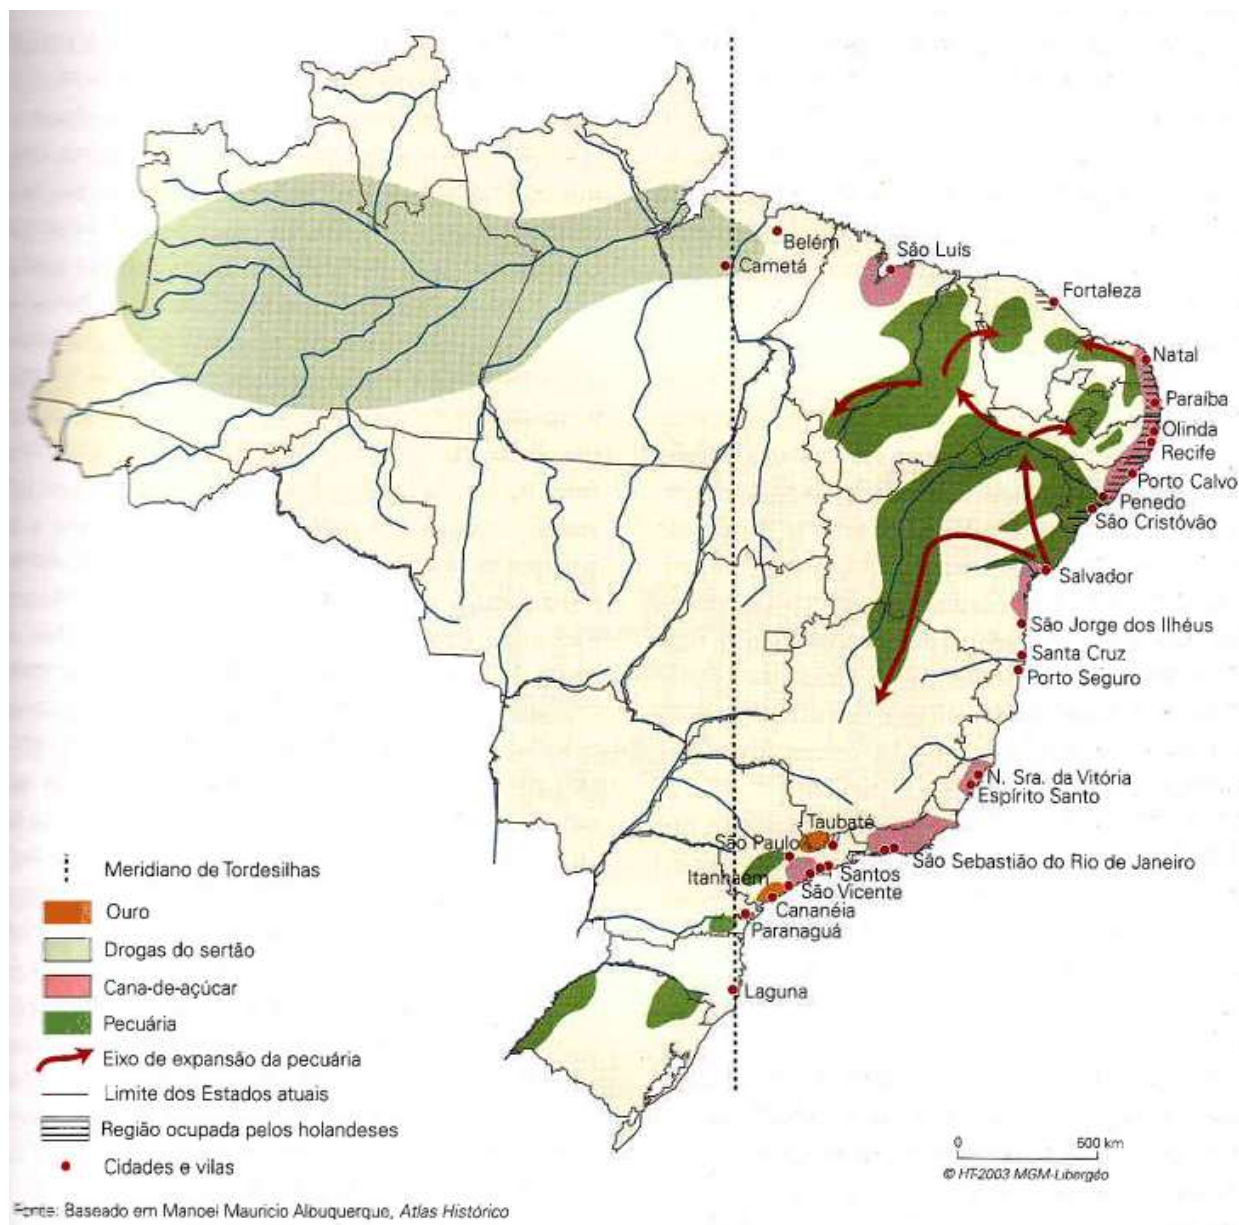 Belém
São Luís
Cametá
Fortaleza
Natal
Paraíba
Olinda
Recife
Porto Calvo
Penedo
São Cristóvão
Salvador
São Jorge dos Ilhéus
Santa Cruz
Porto Seguro
N. Sra. da Vitória
Espírito Santo
Taubaté
São Paulo
São Sebastião do Rio de Janeiro
Santos
Itanhaém
São Vicente
Cananéia
Paranaguá
Laguna
Meridiano de Tordesilhas
Ouro
Drogas do sertão
Cana-de-açúcar
Pecuária
Eixo de expansão da pecuária
Limite dos Estados atuais
Região ocupada pelos holandeses
Cidades e vilas
0 500 km
© HT-2003 MGM-Libergéo
Fonte: Baseado em Manoel Mauricio Albuquerque, Atlas Histórico